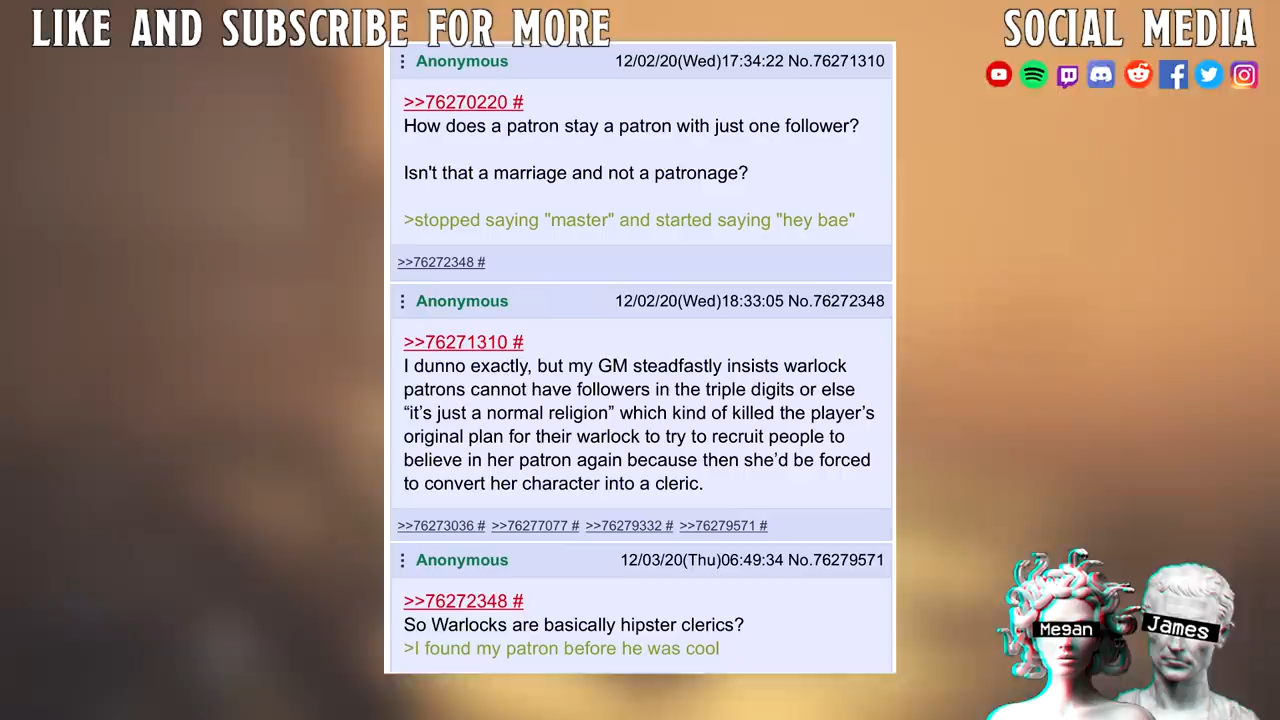 LIKE AND SUBSCRIBE FOR MORE
SOCIAL MEDIA
Anonymous 12/02/20(Wed)17:34:22 No.76271310
>>76270220 #
How does a patron stay a patron with just one follower?
Isn't that a marriage and not a patronage?
>stopped saying "master" and started saying "hey bae"
>>76272348 #
Anonymous 12/02/20(Wed)18:33:05 No.76272348
>>76271310 #
I dunno exactly, but my GM steadfastly insists warlock
patrons cannot have followers in the triple digits or else
“it’s just a normal religion” which kind of killed the player’s
original plan for their warlock to try to recruit people to
believe in her patron again because then she’d be forced
to convert her character into a cleric.
>>76273036 # >>76277077 # >>76279332 # >>76279571 #
Anonymous 12/03/20(Thu)06:49:34 No.76279571
>>76272348 #
So Warlocks are basically hipster clerics?
>I found my patron before he was cool
Megan
James